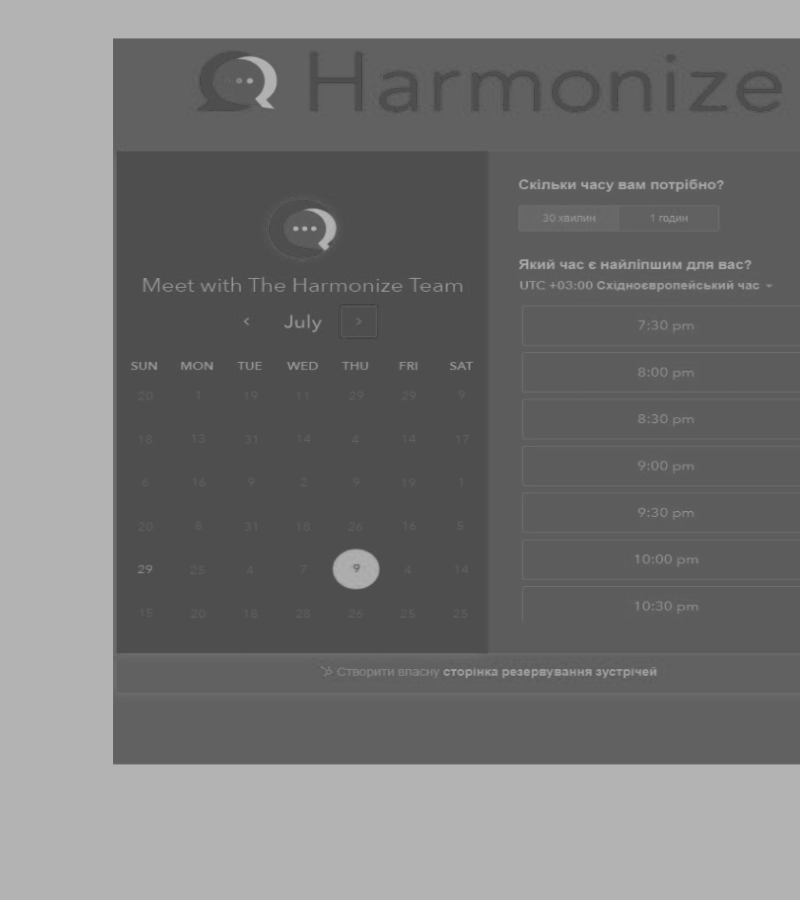 Harmonize
Meet with The Harmonize Team
July
SUN MON TUE WED THU FRI SAT
20 1 19 11 29 29 9
18 13 31 14 4 14 17
6 16 9 2 9 19 1
20 8 31 18 26 16 5
29 25 4 7 9 4 14
15 20 18 28 26 25 25
Скільки часу вам потрібно?
30 хвилин 1 годин
Який час є найліпшим для вас?
UTC +03:00 Східноєвропейський час
7:30 pm
8:00 pm
8:30 pm
9:00 pm
9:30 pm
10:00 pm
10:30 pm
Створити власну сторінка резервування зустрічей